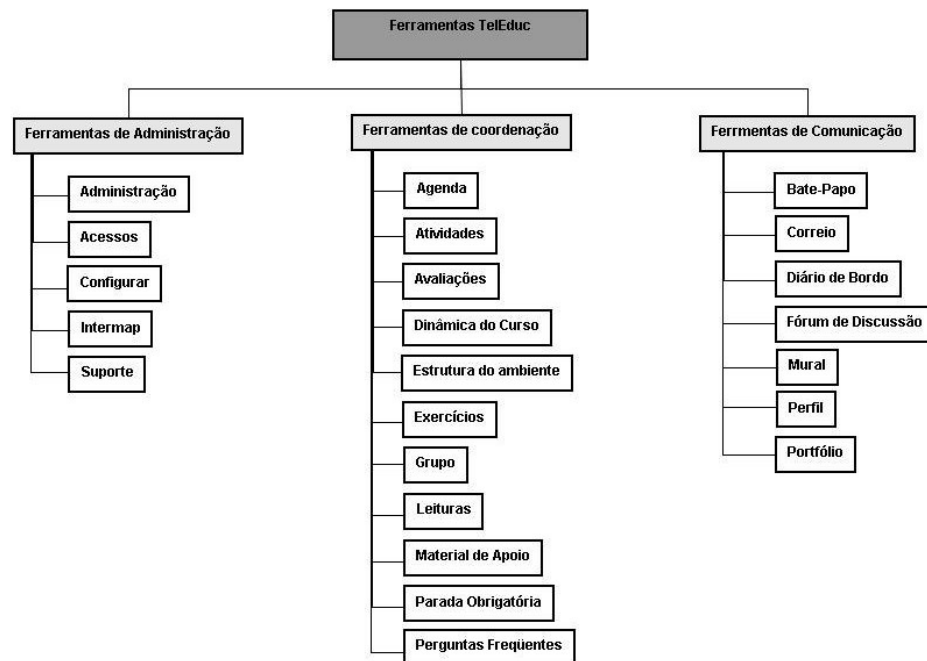 Ferramentas TelEduc
Ferramentas de Administração
Administração
Acessos
Configurar
Intermap
Suporte
Ferramentas de coordenação
Agenda
Atividades
Avaliações
Dinâmica do Curso
Estrutura do ambiente
Exercícios
Grupo
Leituras
Material de Apoio
Parada Obrigatória
Perguntas Freqüentes
Ferrmentas de Comunicação
Bate-Papo
Correio
Diário de Bordo
Fórum de Discussão
Mural
Perfil
Portfólio